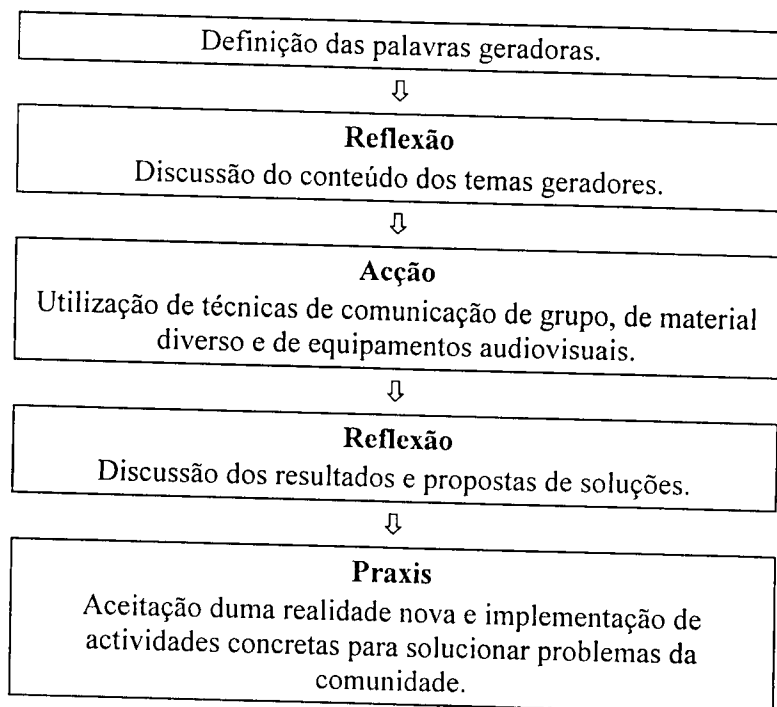 Definição das palavras geradoras.
⇩
Reflexão
Discussão do conteúdo dos temas geradores.
⇩
Acção
Utilização de técnicas de comunicação de grupo, de material
diverso e de equipamentos audiovisuais.
⇩
Reflexão
Discussão dos resultados e propostas de soluções.
⇩
Praxis
Aceitação duma realidade nova e implementação de
actividades concretas para solucionar problemas da
comunidade.